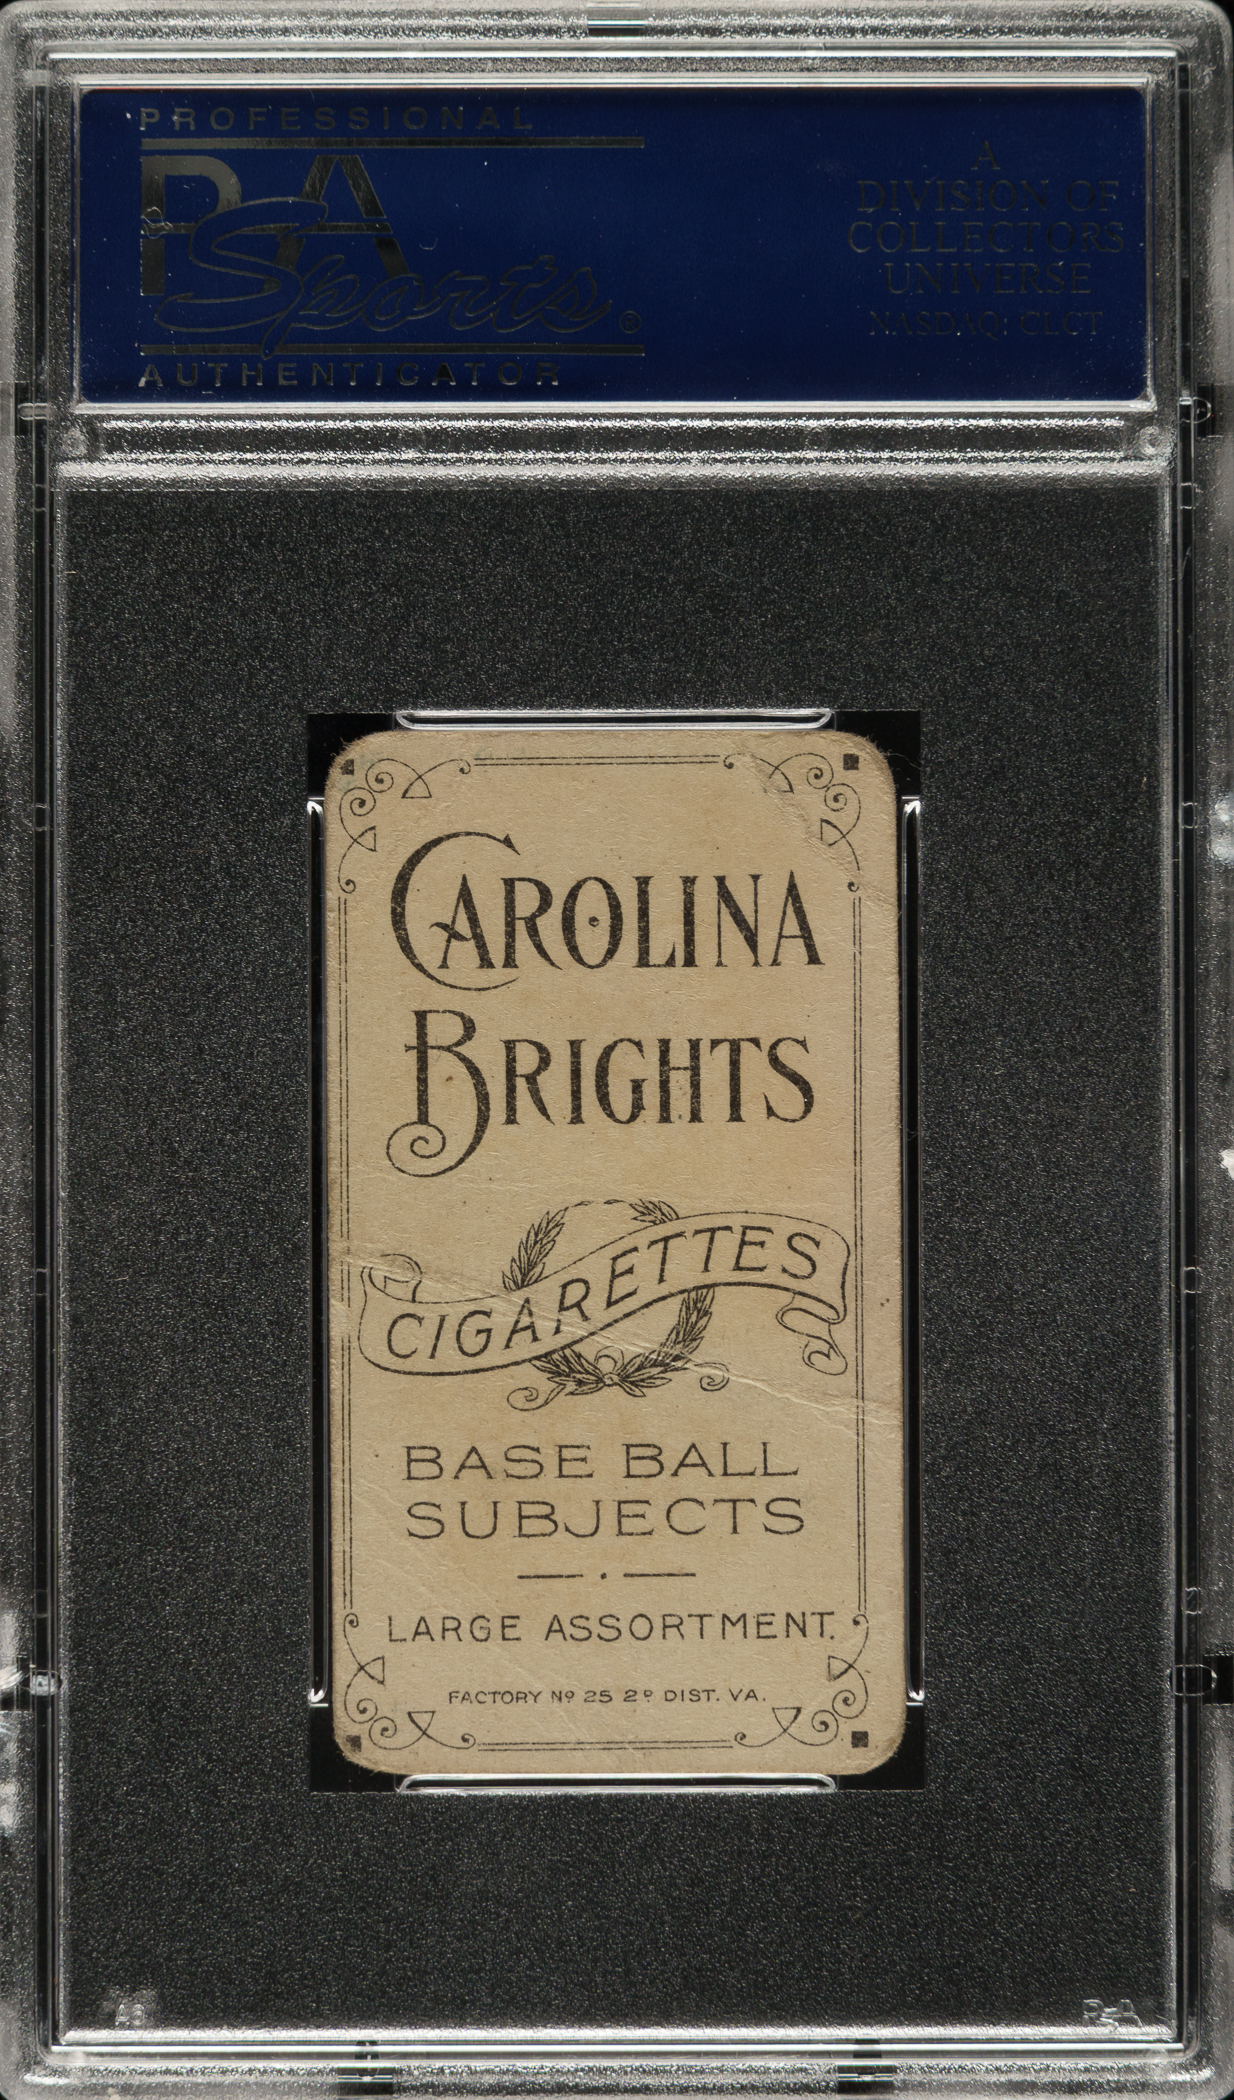 PROFESSIONAL
PSA
Sports®
AUTHENTICATOR
A
DIVISION OF
COLLECTORS
UNIVERSE
NASDAQ: CLCT
CAROLINA
BRIGHTS
CIGARETTES
BASE BALL
SUBJECTS
LARGE ASSORTMENT.
FACTORY Nº 25 2º DIST. VA.
PSA